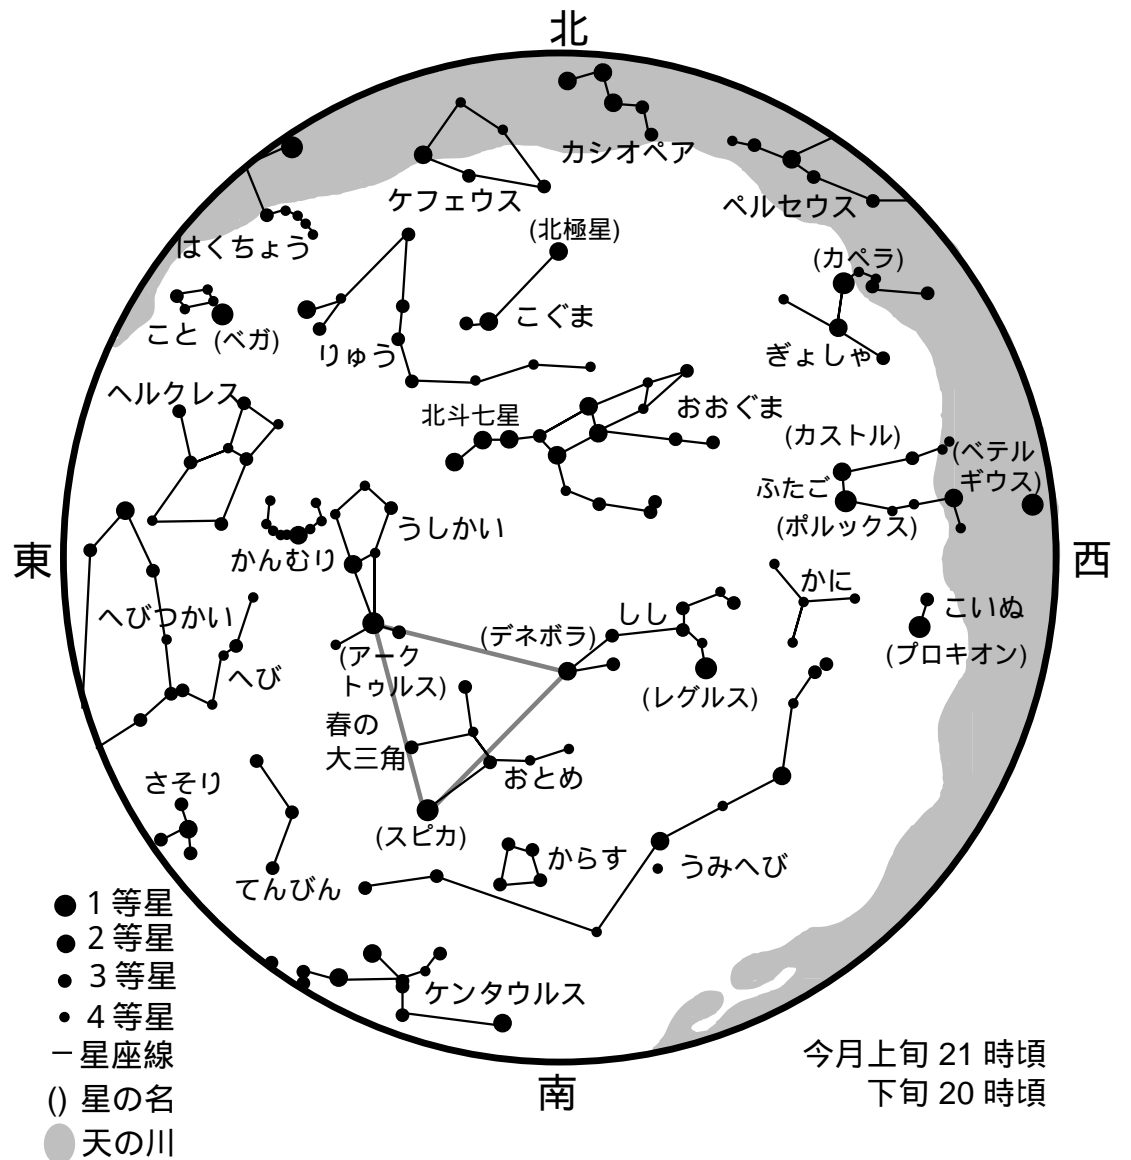 北
カシオペア
ケフェウス
ペルセウス
(北極星)
はくちょう
(カペラ)
こぐま
こと
(ベガ)
りゅう
ぎょしゃ
ヘルクレス
北斗七星
おおぐま
(カストル)
(ベテル
ギウス)
ふたご
(ポルックス)
うしかい
かんむり
東
西
かに
へびつかい
しし
こいぬ
(デネボラ)
(アーク
トゥルス)
(プロキオン)
へび
(レグルス)
春の
大三角
おとめ
さそり
(スピカ)
からす
うみへび
てんびん
1等星
2等星
3等星
4等星
ケンタウルス
星座線
() 星の名
天の川
南
今月上旬 21 時頃
下旬 20 時頃